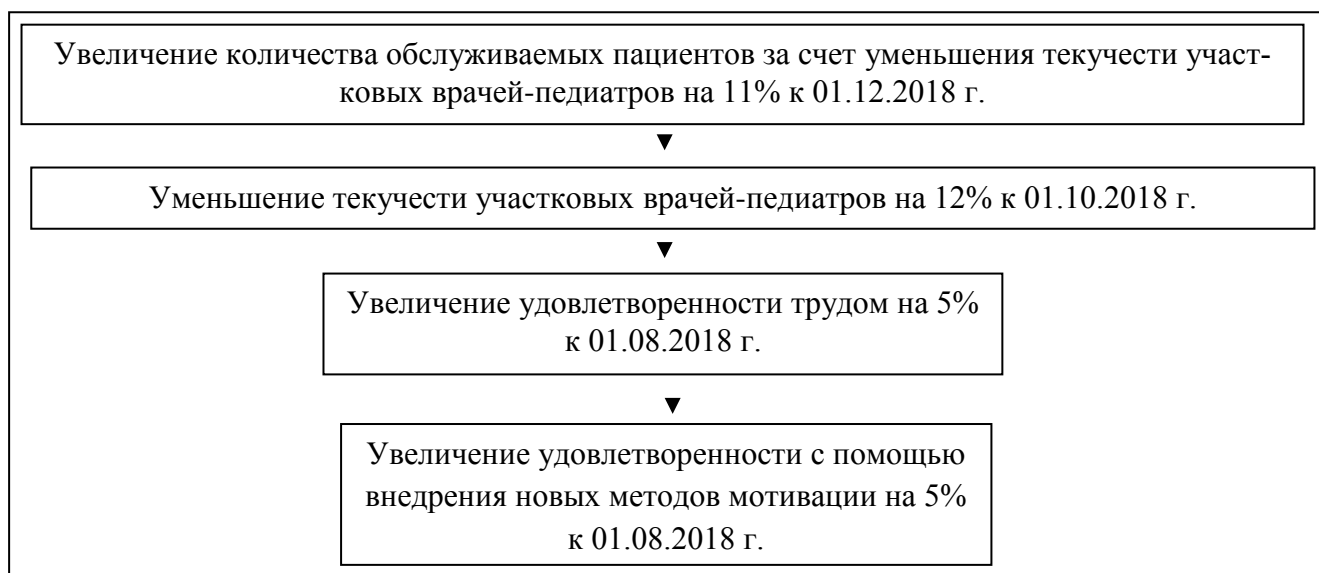 Увеличение количества обслуживаемых пациентов за счет уменьшения текучести участ-
ковых врачей-педиатров на 11% к 01.12.2018 г.
Уменьшение текучести участковых врачей-педиатров на 12% к 01.10.2018 г.
Увеличение удовлетворенности трудом на 5%
к 01.08.2018 г.
Увеличение удовлетворенности с помощью
внедрения новых методов мотивации на 5%
к 01.08.2018 г.